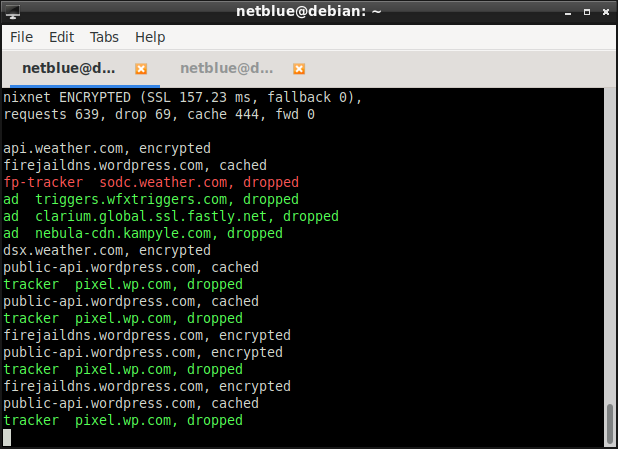 netblue@debian: ~
File Edit Tabs Help
netblue@d... netblue@d...
nixnet ENCRYPTED (SSL 157.23 ms, fallback 0),
requests 639, drop 69, cache 444, fwd 0
api.weather.com, encrypted
firejaildns.wordpress.com, cached
fp-tracker  sodc.weather.com, dropped
ad  triggers.wfxtriggers.com, dropped
ad  clarium.global.ssl.fastly.net, dropped
ad  nebula-cdn.kampyle.com, dropped
dsx.weather.com, encrypted
public-api.wordpress.com, cached
tracker  pixel.wp.com, dropped
public-api.wordpress.com, cached
tracker  pixel.wp.com, dropped
firejaildns.wordpress.com, encrypted
public-api.wordpress.com, encrypted
tracker  pixel.wp.com, dropped
firejaildns.wordpress.com, encrypted
public-api.wordpress.com, cached
tracker  pixel.wp.com, dropped